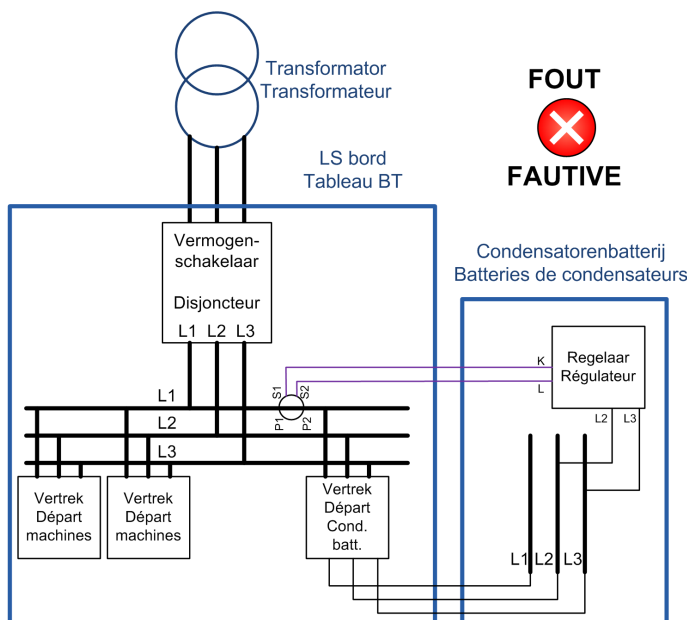 Transformator
Transformateur
FOUT
FAUTIVE
LS bord
Tableau BT
Vermogen-
schakelaar
Disjoncteur
L1 L2 L3
Condensatorenbatterij
Batteries de condensateurs
K
L
Regelaar
Régulateur
L2 L3
S1 S2
P1 P2
L1
L2
L3
Vertrek
Départ
machines
Vertrek
Départ
machines
Vertrek
Départ
Cond.
batt.
L1 L2 L3